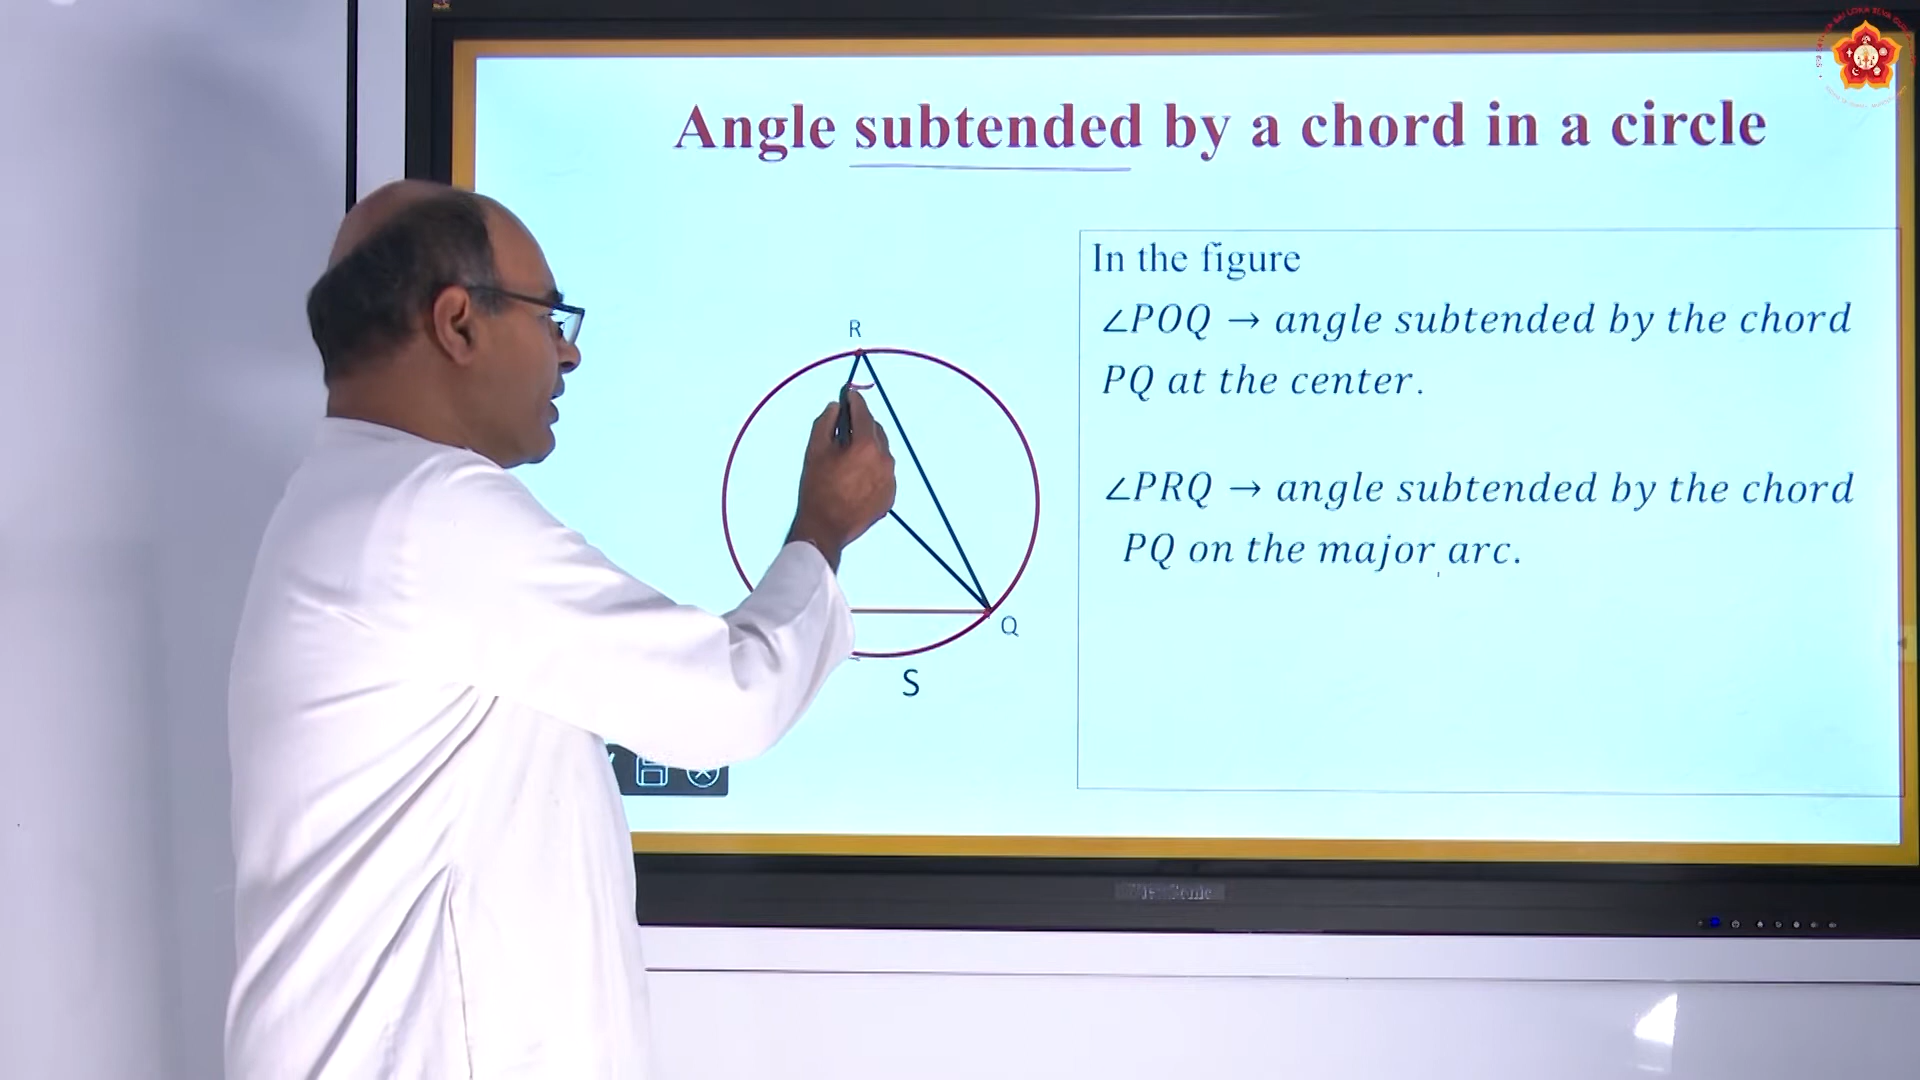 Angle subtended by a chord in a circle
In the figure
∠POQ → angle subtended by the chord
PQ at the center.
∠PRQ → angle subtended by the chord
PQ on the major arc.
R
Q
S